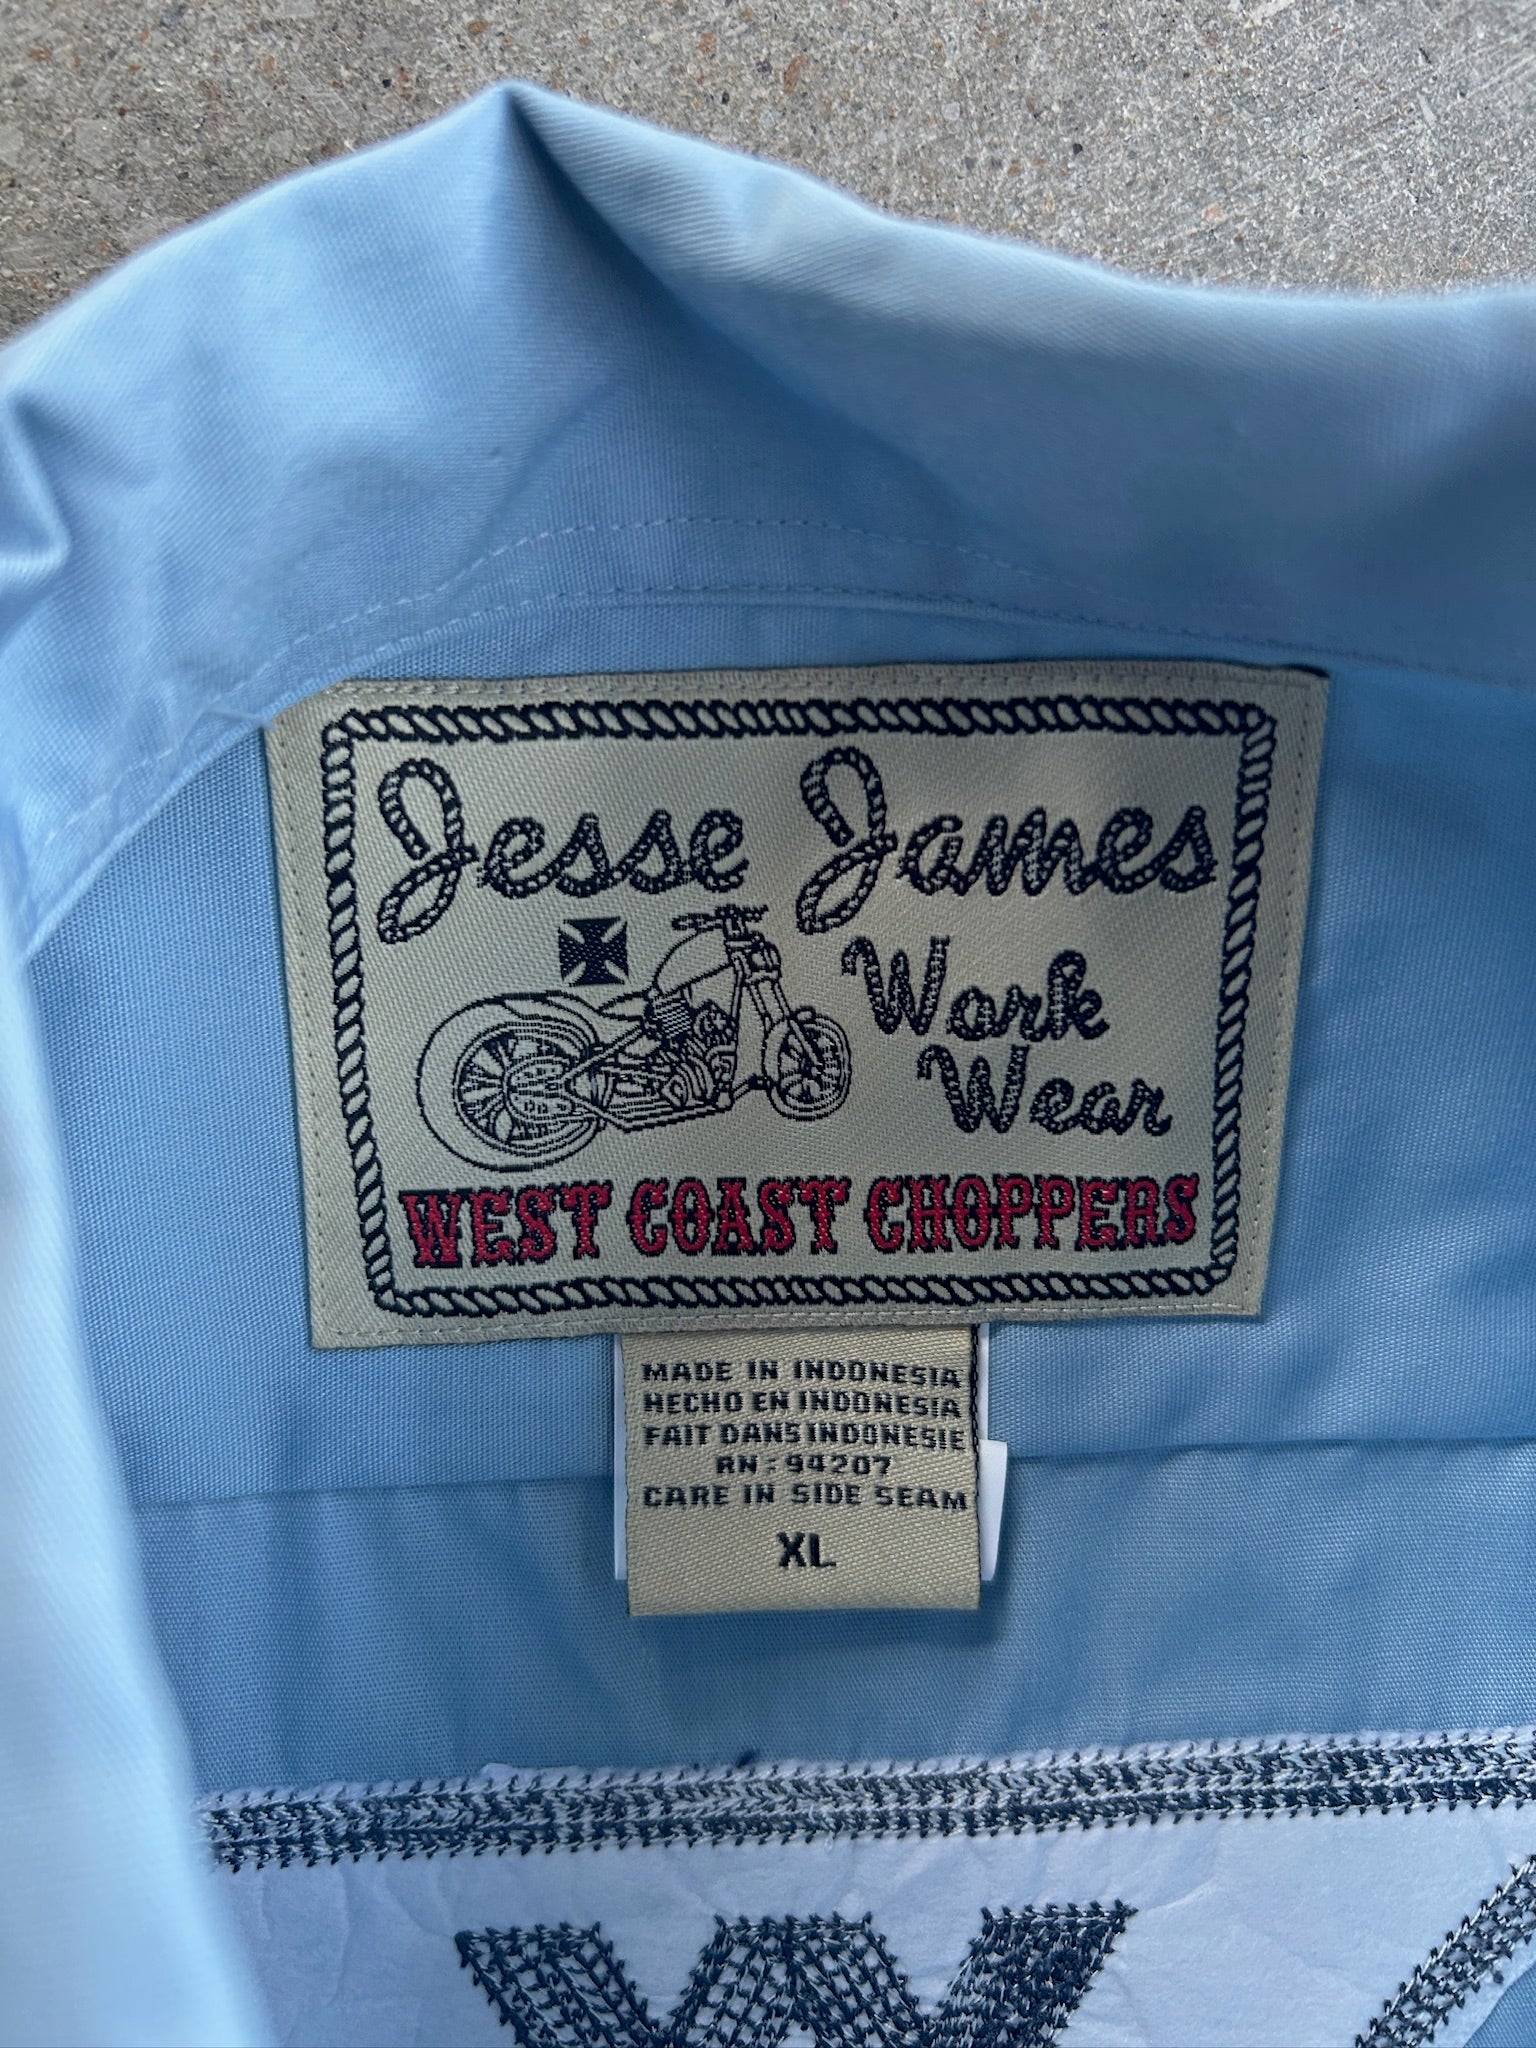 Jesse James
Work
Wear
WEST COAST CHOPPERS
MADE IN INDONESIA
HECHO EN INDONESIA
FAIT DANS INDONESIE
RN: 94207
CARE IN SIDE SEAM
XL
W